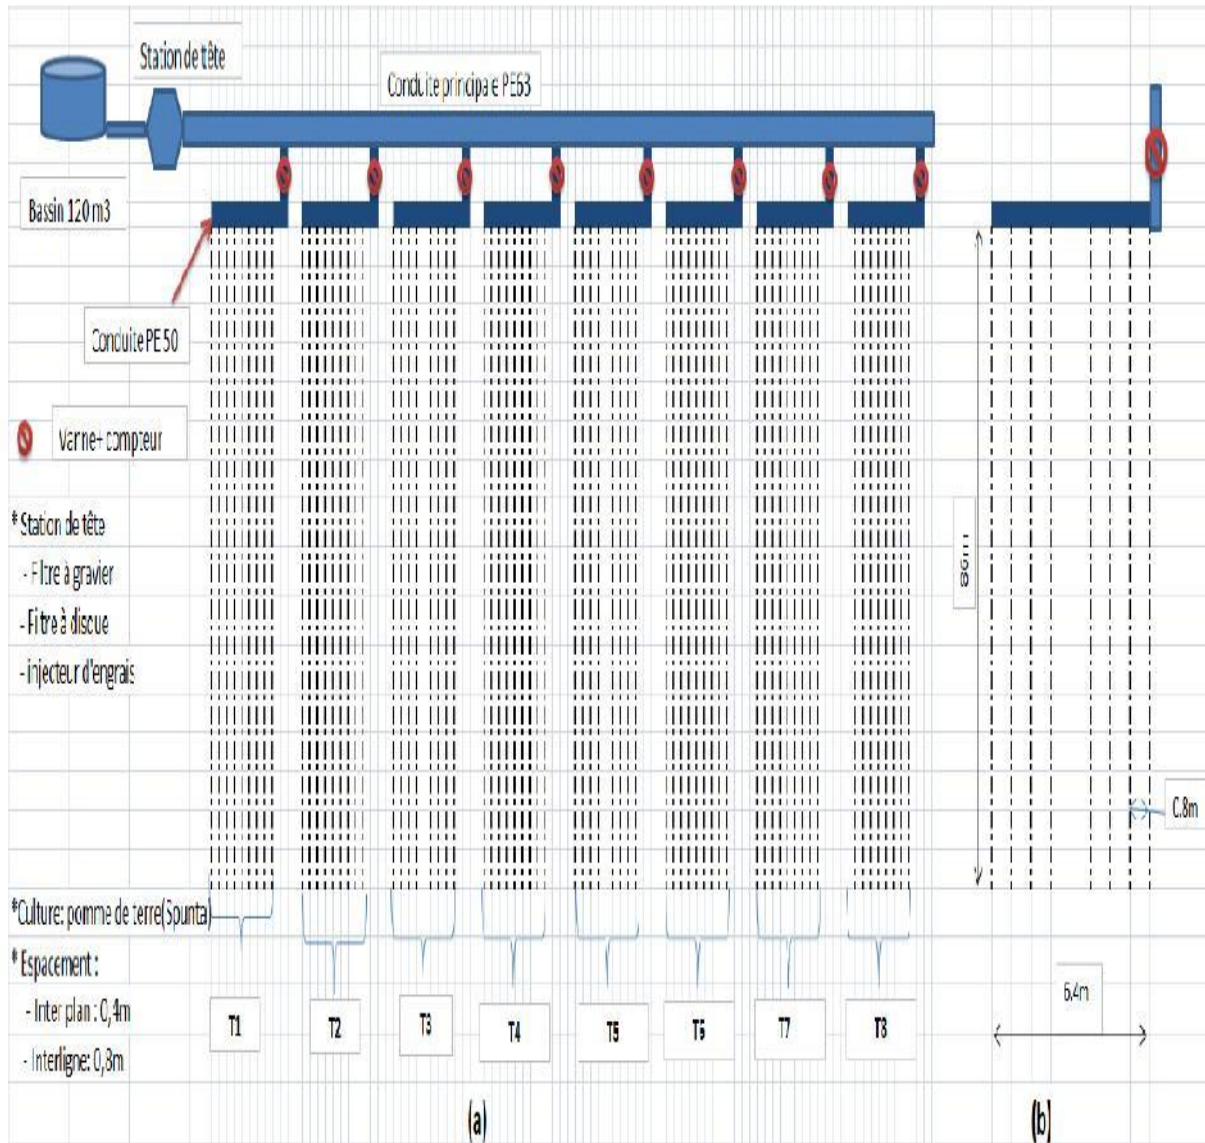 Station de tête
Conduite principale PE63
Bassin 120 m3
Conduite PE 50
Vanne+ compteur
* Station de tête
- Filtre à gravier
- Filtre à disque
- injecteur d'engrais
0.8m
*Culture: pomme de terre(Spunta)
* Espacement :
- Inter plan : 0,4m
- Interligne: 0,8m
T1
T2
T3
T4
T5
T6
T7
T8
6.4m
(a)
(b)